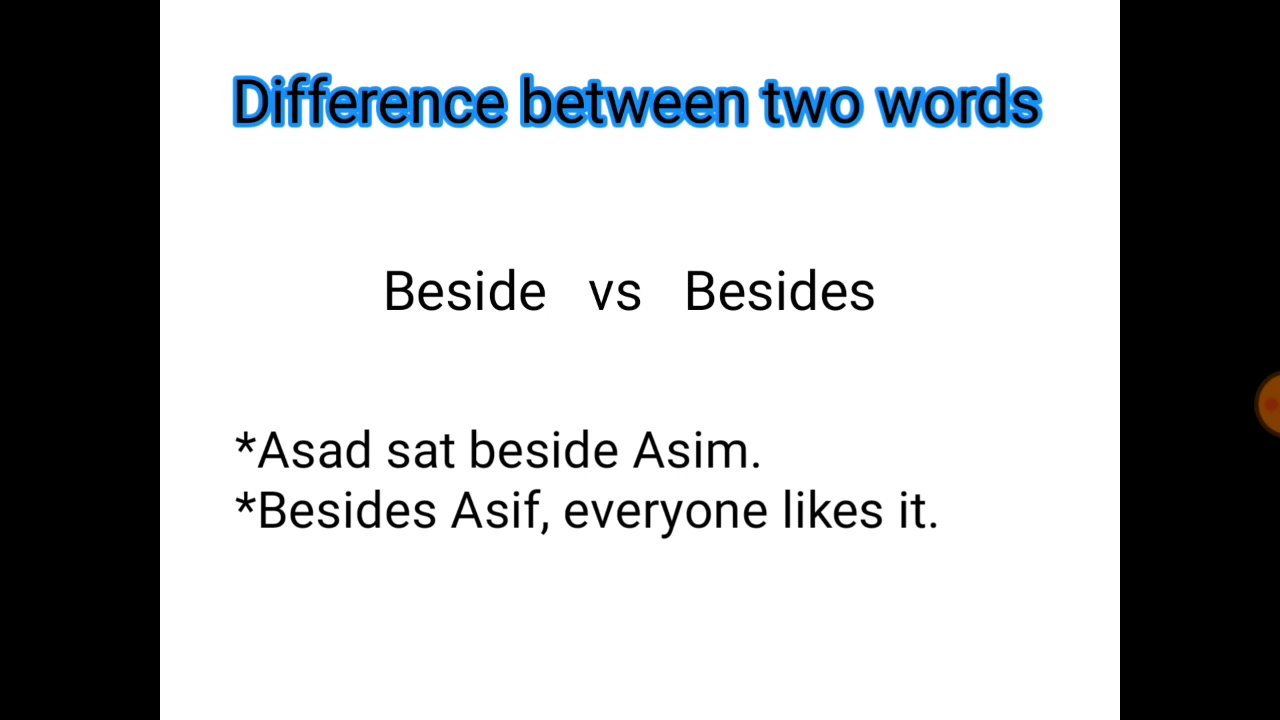 Difference between two words
Beside vs Besides
*Asad sat beside Asim.
*Besides Asif, everyone likes it.